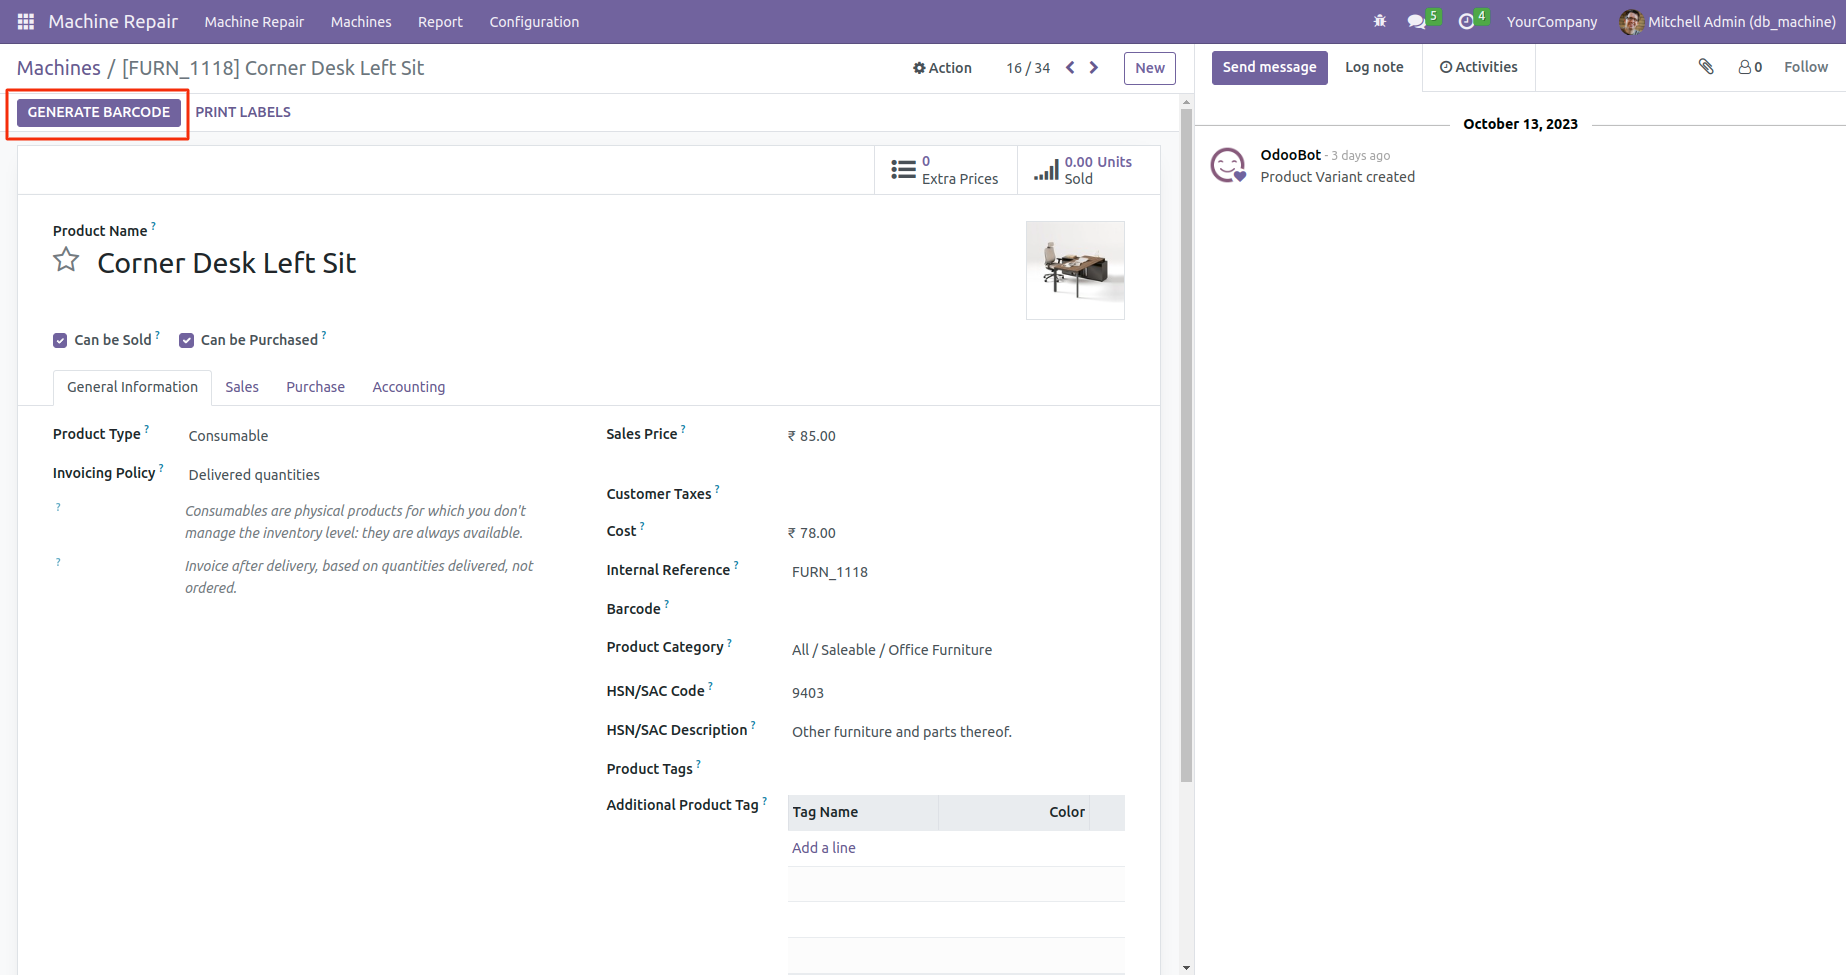 Machine Repair Machine Repair Machines Report Configuration 5 4 YourCompany Mitchell Admin (db_machine)
Machines / [FURN_1118] Corner Desk Left Sit Action 16 / 34 New Send message Log note Activities 0 Follow
GENERATE BARCODE PRINT LABELS
October 13, 2023
OdooBot - 3 days ago
Product Variant created
0
Extra Prices
0.00 Units
Sold
Product Name ?
Corner Desk Left Sit
Can be Sold ? Can be Purchased ?
General Information Sales Purchase Accounting
Product Type ? Consumable
Invoicing Policy ? Delivered quantities
? Consumables are physical products for which you don't
manage the inventory level: they are always available.
? Invoice after delivery, based on quantities delivered, not
ordered.
Sales Price ? ₹ 85.00
Customer Taxes ?
Cost ? ₹ 78.00
Internal Reference ? FURN_1118
Barcode ?
Product Category ? All / Saleable / Office Furniture
HSN/SAC Code ? 9403
HSN/SAC Description ? Other furniture and parts thereof.
Product Tags ?
Additional Product Tag ? Tag Name Color
Add a line